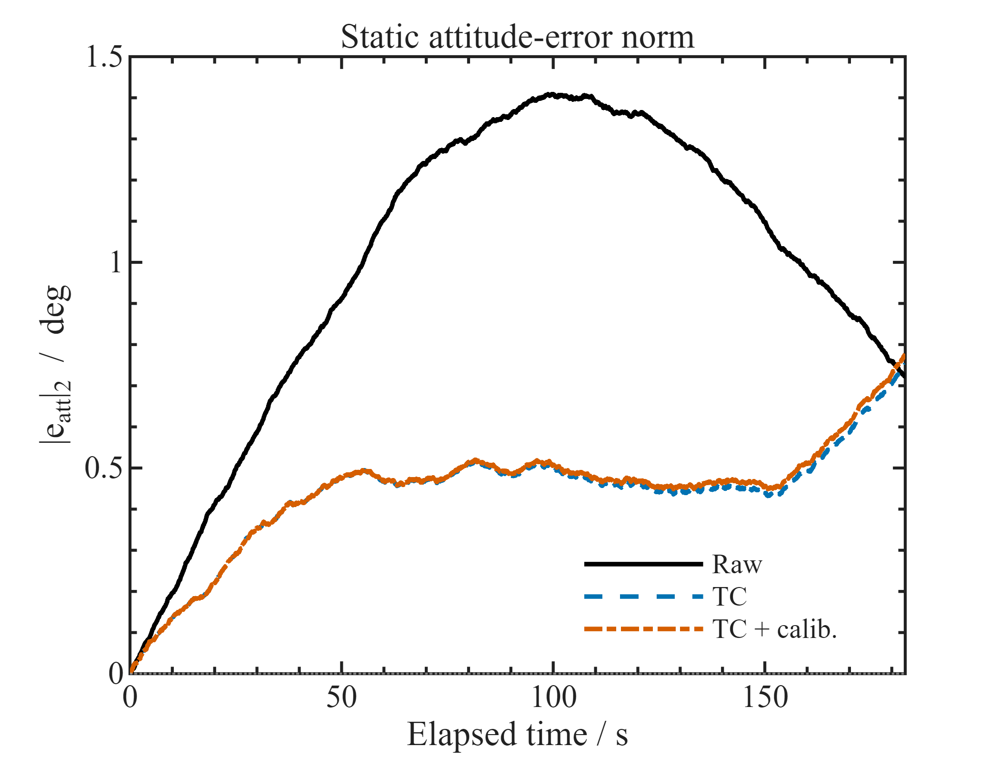 Static attitude-error norm
1.5
1
0.5
0
|e_att|_2 / deg
0
50
100
150
Elapsed time / s
Raw
TC
TC + calib.